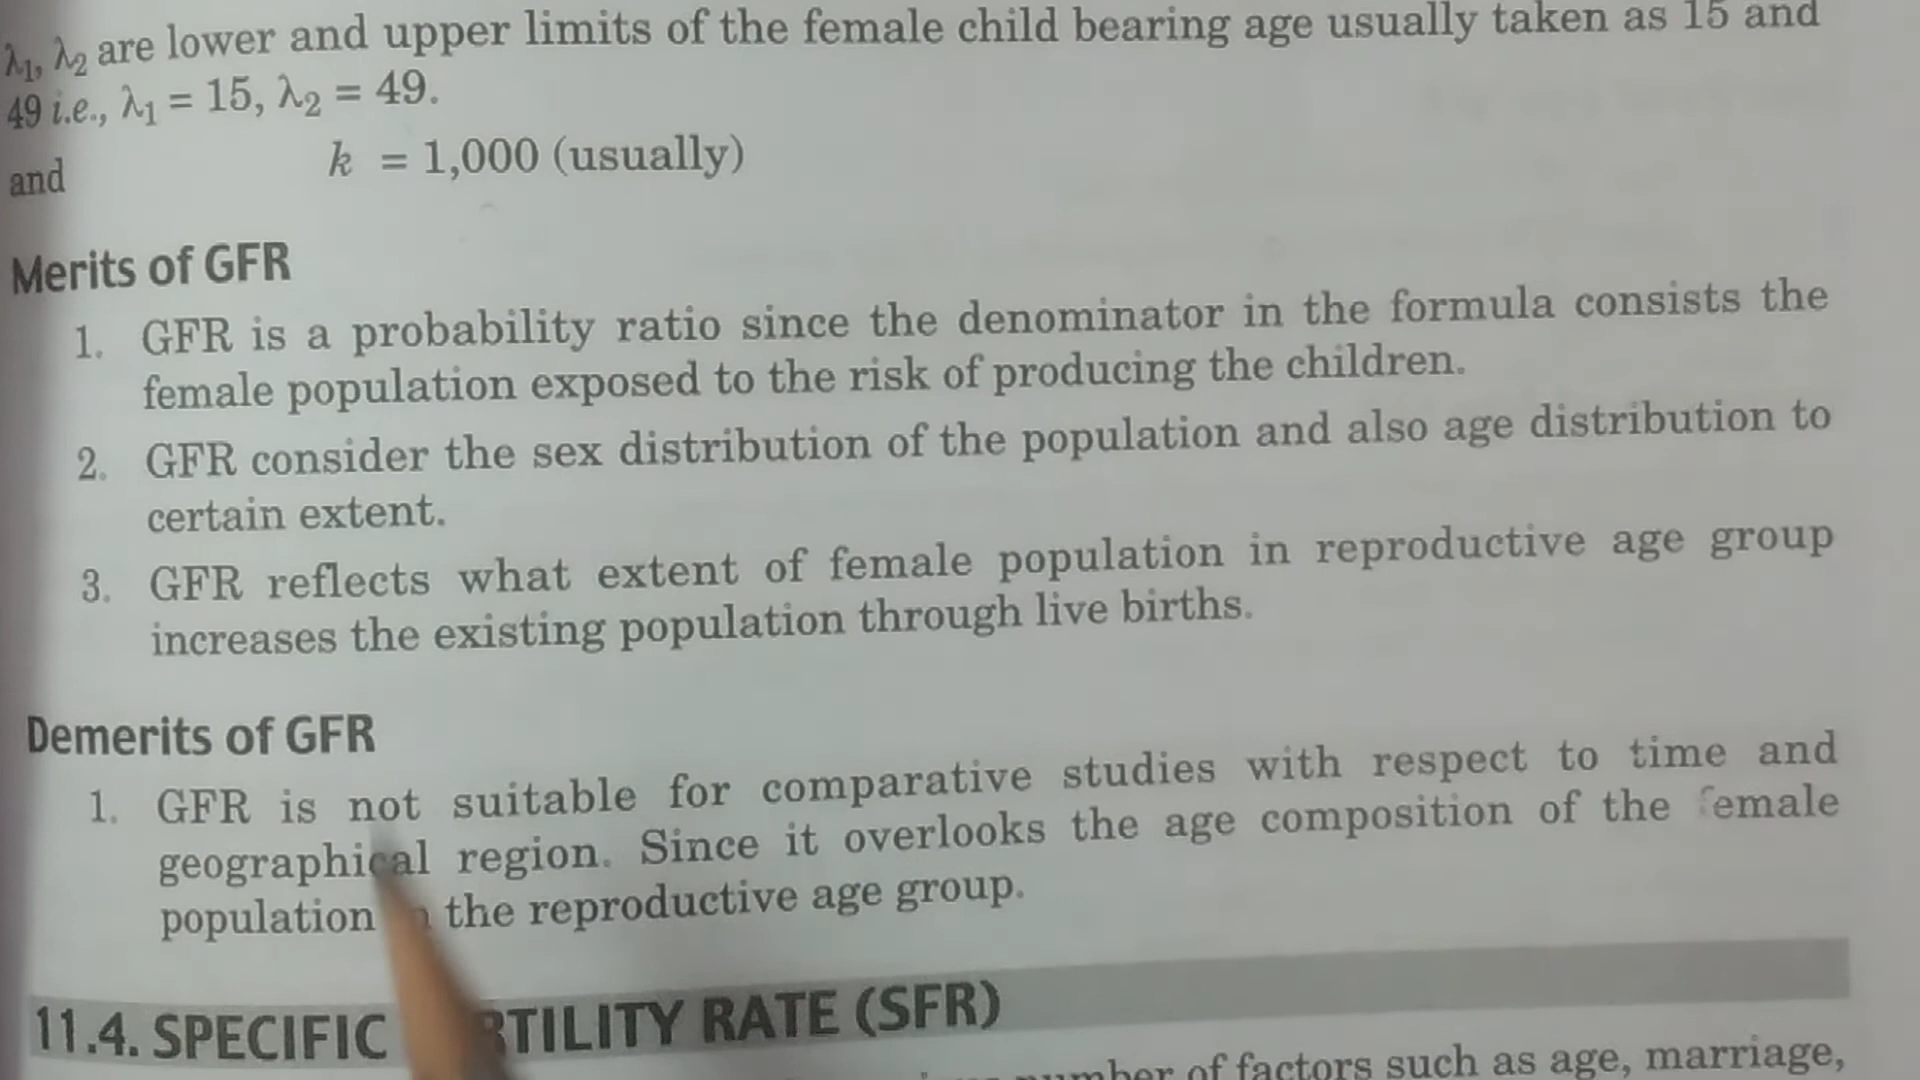 λ1, λ2 are lower and upper limits of the female child bearing age usually taken as 15 and
49 i.e., λ1 = 15, λ2 = 49.
and k = 1,000 (usually)
Merits of GFR
1. GFR is a probability ratio since the denominator in the formula consists the
female population exposed to the risk of producing the children.
2. GFR consider the sex distribution of the population and also age distribution to
certain extent.
3. GFR reflects what extent of female population in reproductive age group
increases the existing population through live births.
Demerits of GFR
1. GFR is not suitable for comparative studies with respect to time and
geographical region. Since it overlooks the age composition of the female
population the reproductive age group.
11.4. SPECIFIC RTILITY RATE (SFR)
number of factors such as age, marriage,